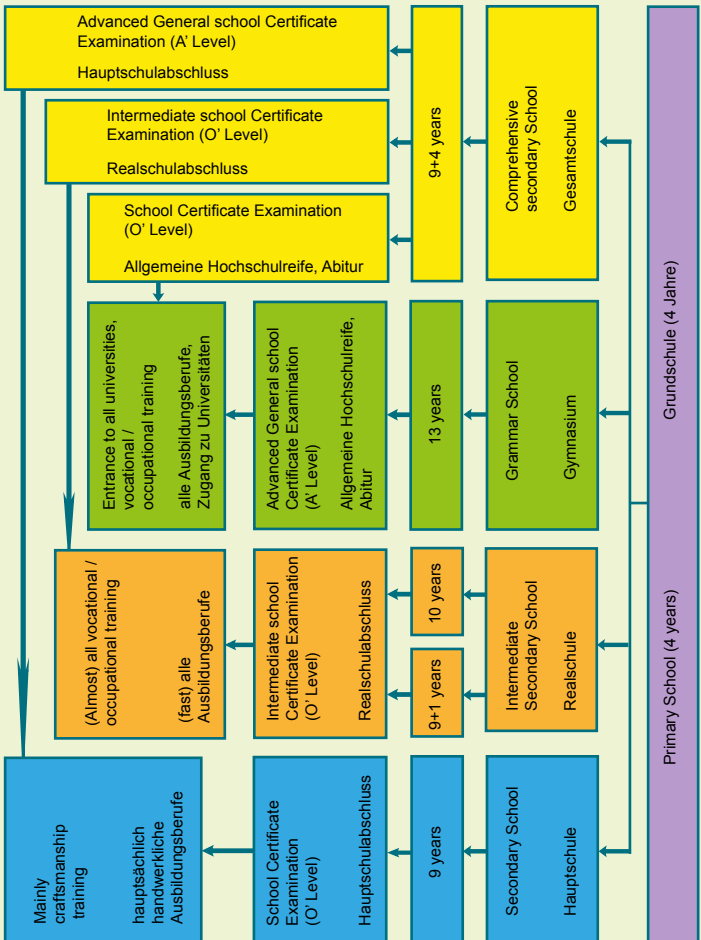 Advanced General school Certificate
Examination (A' Level)
Hauptschulabschluss
Intermediate school Certificate
Examination (O' Level)
Realschulabschluss
School Certificate Examination
(O' Level)
Allgemeine Hochschulreife, Abitur
9+4 years
Comprehensive
secondary School
Gesamtschule
Entrance to all universities,
vocational /
occupational training
alle Ausbildungsberufe,
Zugang zu Universitäten
Advanced General school
Certificate Examination
(A' Level)
Allgemeine Hochschulreife,
Abitur
13 years
Grammar School
Gymnasium
(Almost) all vocational /
occupational training
(fast) alle
Ausbildungsberufe
Intermediate school
Certificate Examination
(O' Level)
Realschulabschluss
9+1 years
10 years
Intermediate
Secondary School
Realschule
Mainly
craftsmanship
training
hauptsächlich
handwerkliche
Ausbildungsberufe
School Certificate
Examination
(O' Level)
Hauptschulabschluss
9 years
Secondary School
Hauptschule
Primary School (4 years)
Grundschule (4 Jahre)